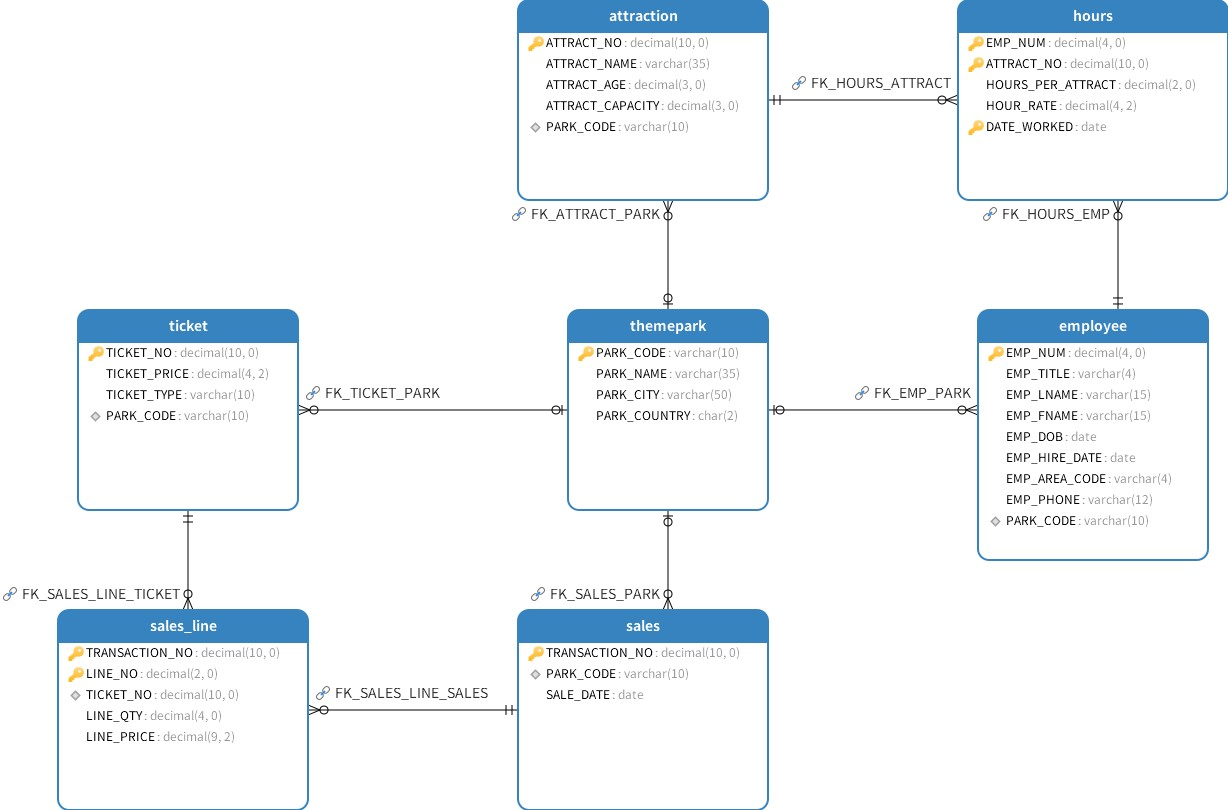 attraction
ATTRACT_NO : decimal(10, 0)
ATTRACT_NAME : varchar(35)
ATTRACT_AGE : decimal(3, 0)
ATTRACT_CAPACITY : decimal(3, 0)
PARK_CODE : varchar(10)
FK_HOURS_ATTRACT
hours
EMP_NUM : decimal(4, 0)
ATTRACT_NO : decimal(10, 0)
HOURS_PER_ATTRACT : decimal(2, 0)
HOUR_RATE : decimal(4, 2)
DATE_WORKED : date
FK_ATTRACT_PARK
FK_HOURS_EMP
ticket
TICKET_NO : decimal(10, 0)
TICKET_PRICE : decimal(4, 2)
TICKET_TYPE : varchar(10)
PARK_CODE : varchar(10)
FK_TICKET_PARK
themepark
PARK_CODE : varchar(10)
PARK_NAME : varchar(35)
PARK_CITY : varchar(50)
PARK_COUNTRY : char(2)
FK_EMP_PARK
employee
EMP_NUM : decimal(4, 0)
EMP_TITLE : varchar(4)
EMP_LNAME : varchar(15)
EMP_FNAME : varchar(15)
EMP_DOB : date
EMP_HIRE_DATE : date
EMP_AREA_CODE : varchar(4)
EMP_PHONE : varchar(12)
PARK_CODE : varchar(10)
FK_SALES_LINE_TICKET
FK_SALES_PARK
sales_line
TRANSACTION_NO : decimal(10, 0)
LINE_NO : decimal(2, 0)
TICKET_NO : decimal(10, 0)
LINE_QTY : decimal(4, 0)
LINE_PRICE : decimal(9, 2)
FK_SALES_LINE_SALES
sales
TRANSACTION_NO : decimal(10, 0)
PARK_CODE : varchar(10)
SALE_DATE : date